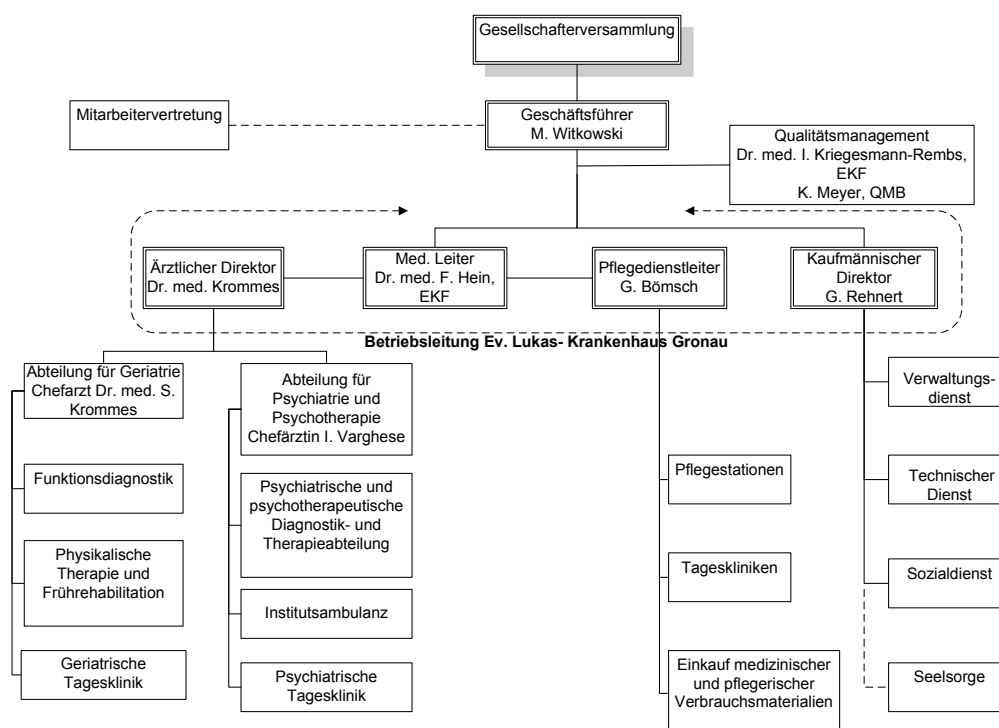 Gesellschafterversammlung
Mitarbeitervertretung
Geschäftsführer
M. Witkowski
Qualitätsmanagement
Dr. med. I. Kriegesmann-Rembs,
EKF
K. Meyer, QMB
Ärztlicher Direktor
Dr. med. Krommes
Med. Leiter
Dr. med. F. Hein,
EKF
Pflegedienstleiter
G. Bömsch
Kaufmännischer
Direktor
G. Rehnert
Betriebsleitung Ev. Lukas- Krankenhaus Gronau
Abteilung für Geriatrie
Chefarzt Dr. med. S.
Krommes
Funktionsdiagnostik
Physikalische
Therapie und
Frührehabilitation
Geriatrische
Tagesklinik
Abteilung für
Psychiatrie und
Psychotherapie
Chefärztin I. Varghese
Psychiatrische und
psychotherapeutische
Diagnostik- und
Therapieabteilung
Institutsambulanz
Psychiatrische
Tagesklinik
Pflegestationen
Tageskliniken
Einkauf medizinischer
und pflegerischer
Verbrauchsmaterialien
Verwaltungs-
dienst
Technischer
Dienst
Sozialdienst
Seelsorge